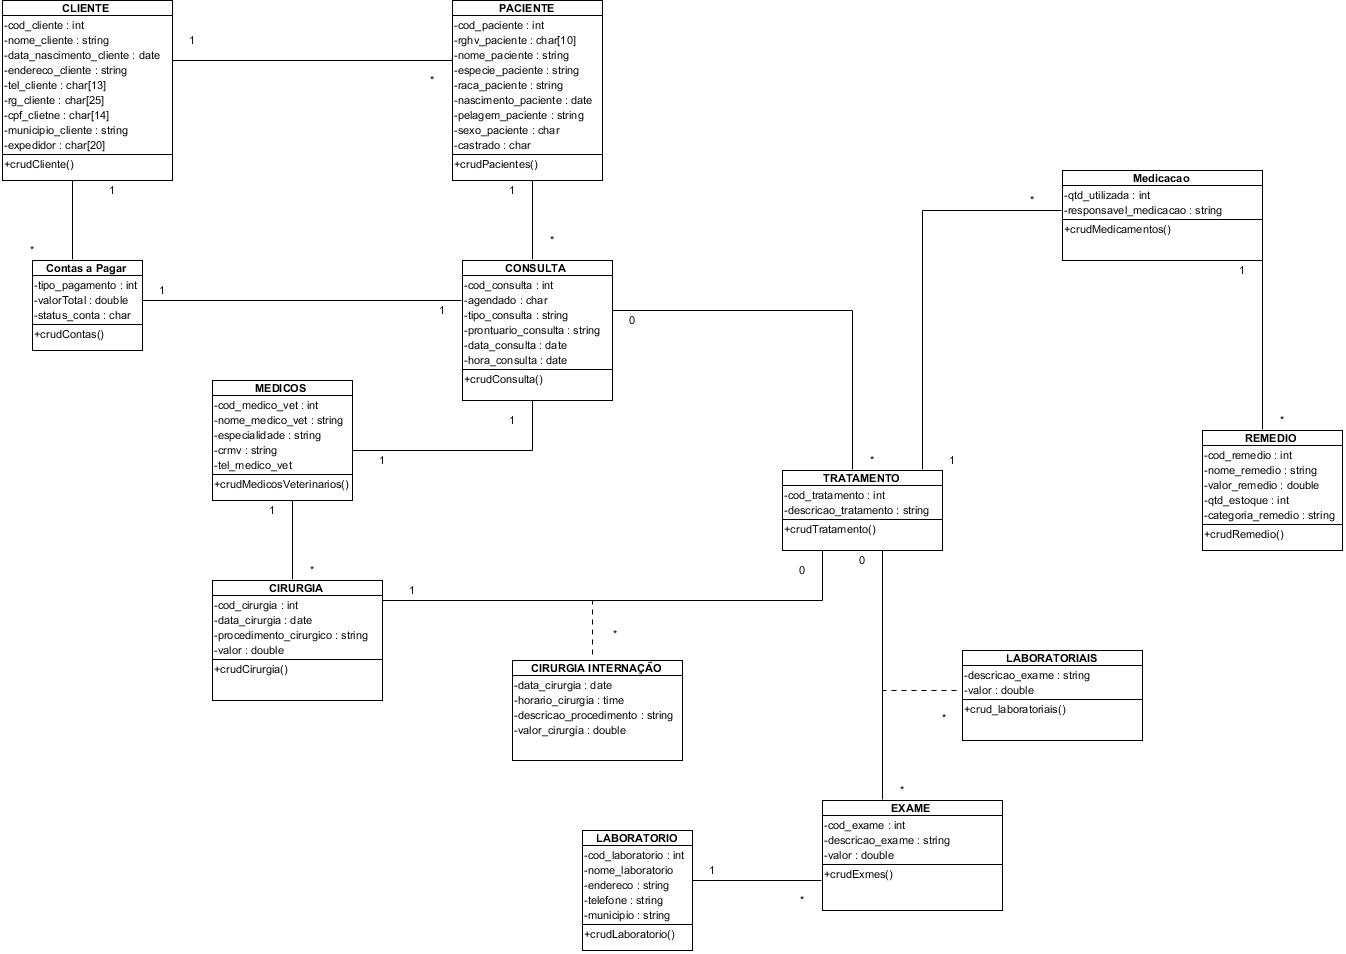 CLIENTE
-cod_cliente : int
-nome_cliente : string
-data_nascimento_cliente : date
-endereco_cliente : string
-tel_cliente : char[13]
-rg_cliente : char[25]
-cpf_clietne : char[14]
-municipio_cliente : string
-expedidor : char[20]
+crudCliente()
1
*
PACIENTE
-cod_paciente : int
-rghv_paciente : char[10]
-nome_paciente : string
-especie_paciente : string
-raca_paciente : string
-nascimento_paciente : date
-pelagem_paciente : string
-sexo_paciente : char
-castrado : char
+crudPacientes()
1
*
1
*
Medicacao
-qtd_utilizada : int
-responsavel_medicacao : string
+crudMedicamentos()
*
1
Contas a Pagar
-tipo_pagamento : int
-valorTotal : double
-status_conta : char
+crudContas()
1
1
CONSULTA
-cod_consulta : int
-agendado : char
-tipo_consulta : string
-prontuario_consulta : string
-data_consulta : date
-hora_consulta : date
+crudConsulta()
0
*
1
1
MEDICOS
-cod_medico_vet : int
-nome_medico_vet : string
-especialidade : string
-crmv : string
-tel_medico_vet
+crudMedicosVeterinarios()
1
*
1
*
REMEDIO
-cod_remedio : int
-nome_remedio : string
-valor_remedio : double
-qtd_estoque : int
-categoria_remedio : string
+crudRemedio()
TRATAMENTO
-cod_tratamento : int
-descricao_tratamento : string
+crudTratamento()
0
0
CIRURGIA
-cod_cirurgia : int
-data_cirurgia : date
-procedimento_cirurgico : string
-valor : double
+crudCirurgia()
1
*
CIRURGIA INTERNAÇÃO
-data_cirurgia : date
-horario_cirurgia : time
-descricao_procedimento : string
-valor_cirurgia : double
LABORATORIAIS
-descricao_exame : string
-valor : double
+crud_laboratoriais()
*
*
EXAME
-cod_exame : int
-descricao_exame : string
-valor : double
+crudExmes()
LABORATORIO
-cod_laboratorio : int
-nome_laboratorio
-endereco : string
-telefone : string
-municipio : string
+crudLaboratorio()
1
*